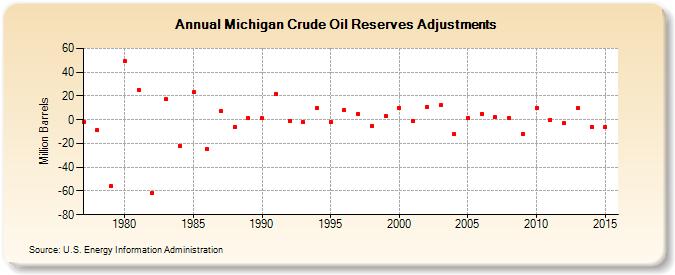 Annual Michigan Crude Oil Reserves Adjustments
Million Barrels
60
40
20
0
-20
-40
-60
-80
1980 1985 1990 1995 2000 2005 2010 2015
Source: U.S. Energy Information Administration